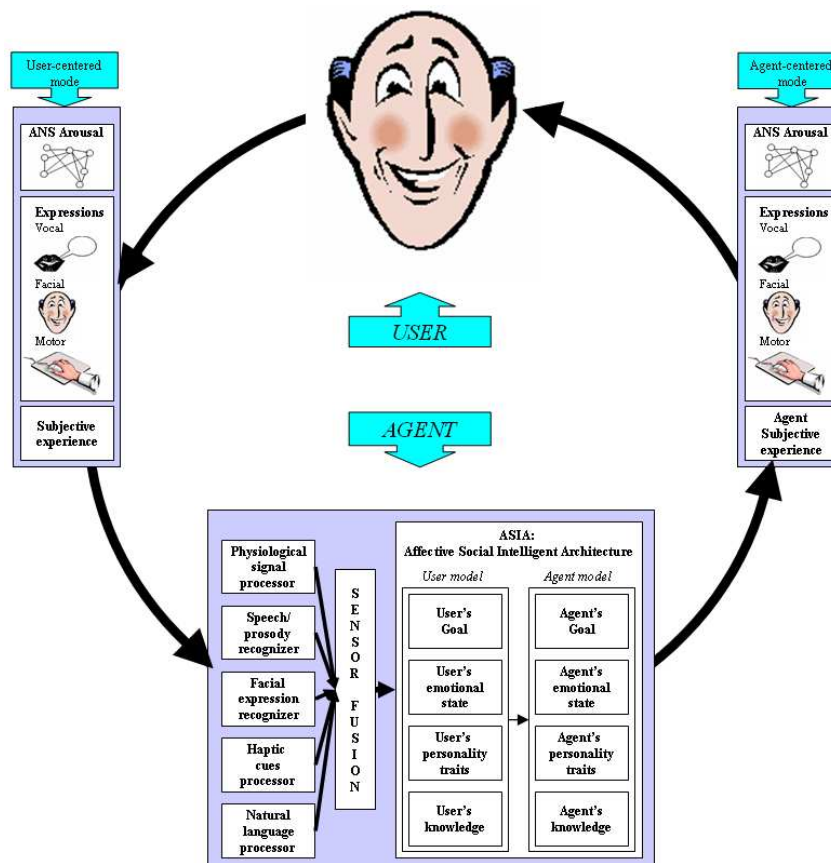 User-centered
mode
ANS Arousal
Expressions
Vocal
Facial
Motor
Subjective
experience
USER
AGENT
Agent-centered
mode
ANS Arousal
Expressions
Vocal
Facial
Motor
Agent
Subjective
experience
Physiological
signal
processor
Speech/
prosody
recognizer
Facial
expression
recognizer
Haptic
cues
processor
Natural
language
processor
SENSOR FUSION
ASIA:
Affective Social Intelligent Architecture
User model
Agent model
User's
Goal
User's
emotional
state
User's
personality
traits
User's
knowledge
Agent's
Goal
Agent's
emotional
state
Agent's
personality
traits
Agent's
knowledge